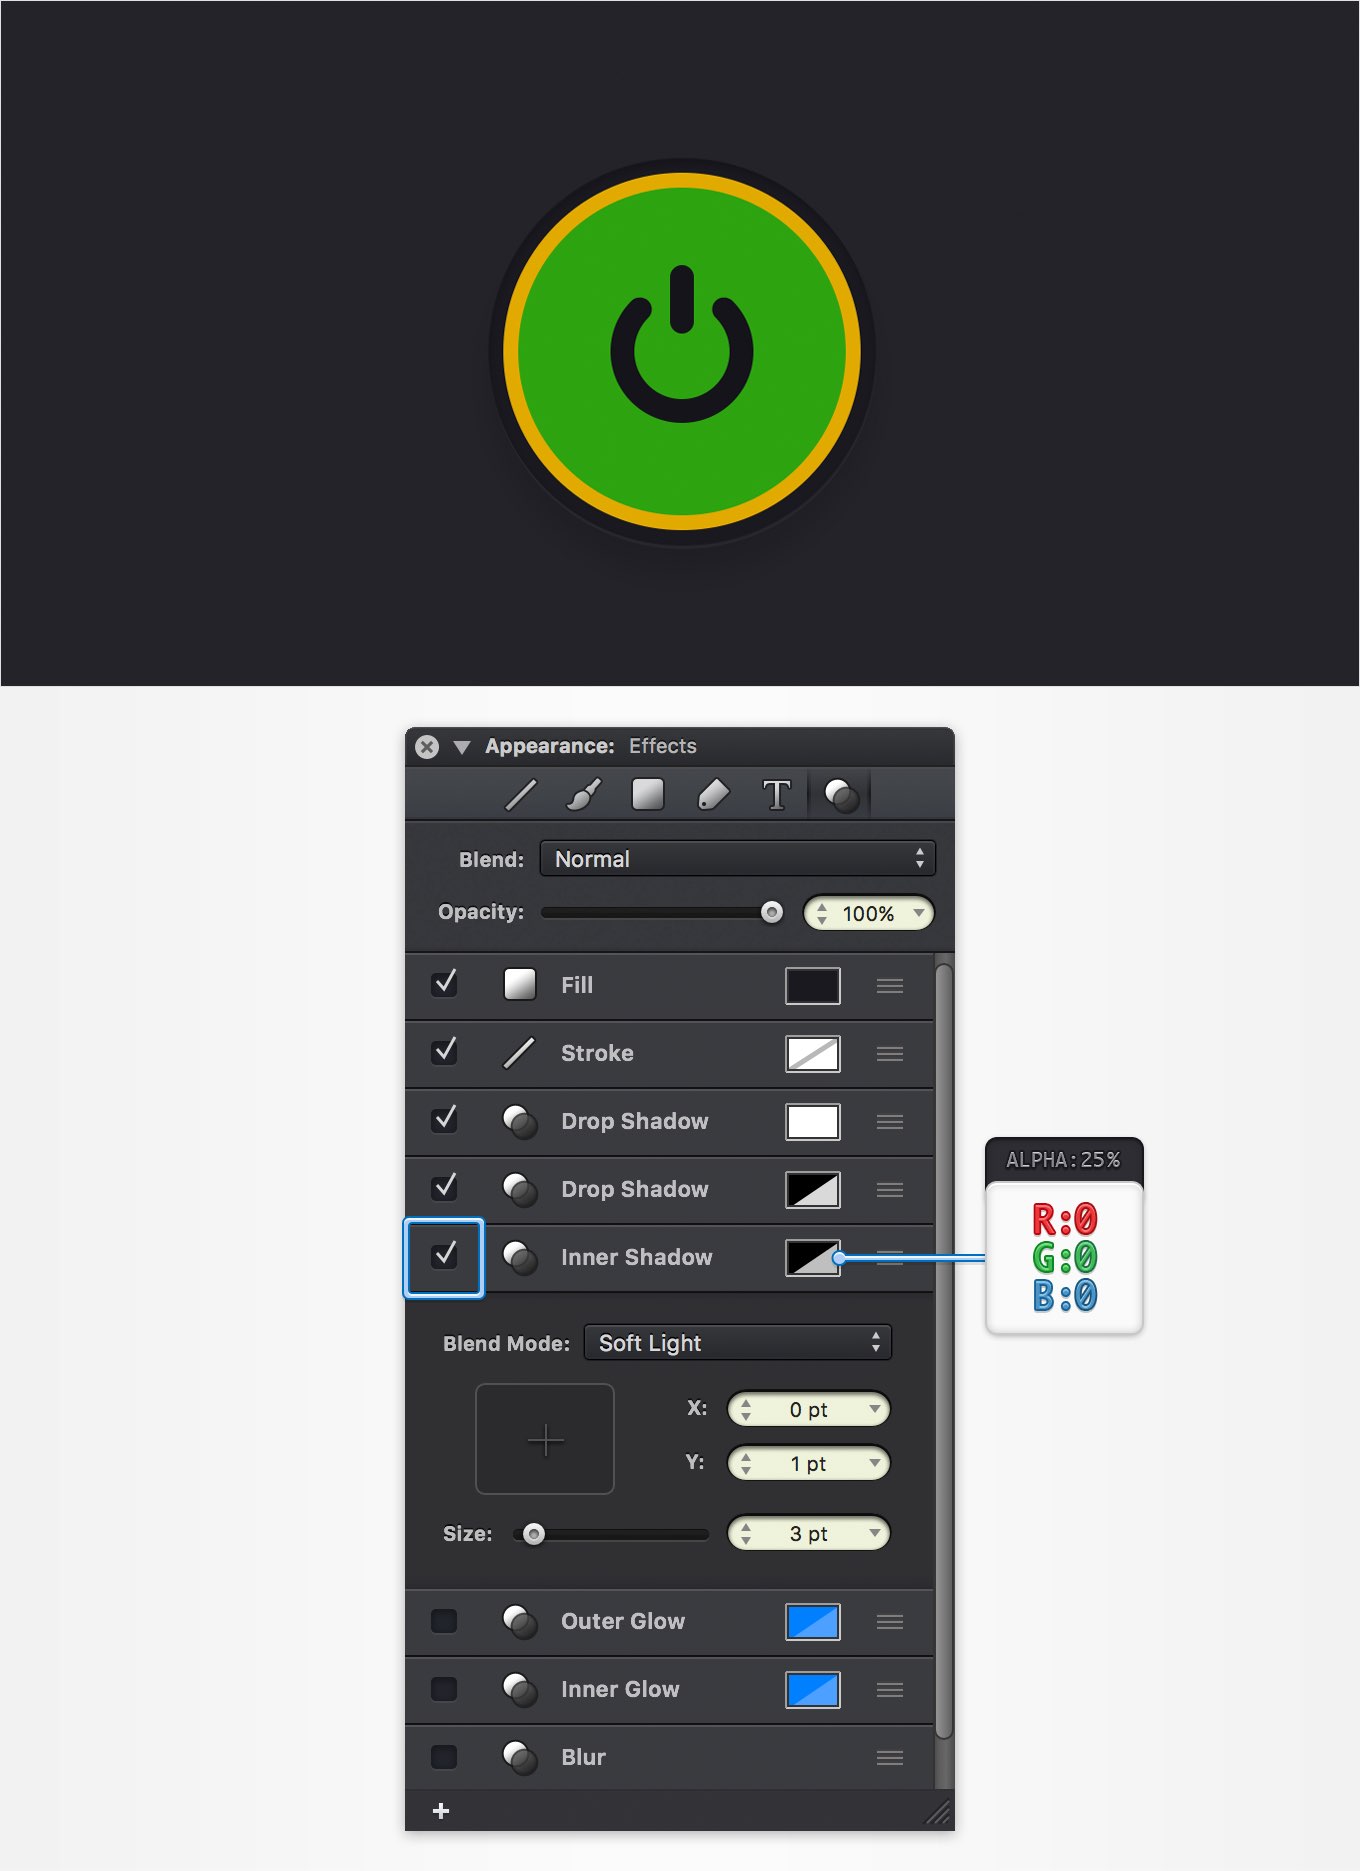 Appearance: Effects
T
Blend: Normal
Opacity: 100%
Fill
Stroke
Drop Shadow
Drop Shadow
ALPHA:25%
R:0
G:0
B:0
Inner Shadow
Blend Mode: Soft Light
X: 0 pt
Y: 1 pt
Size: 3 pt
Outer Glow
Inner Glow
Blur